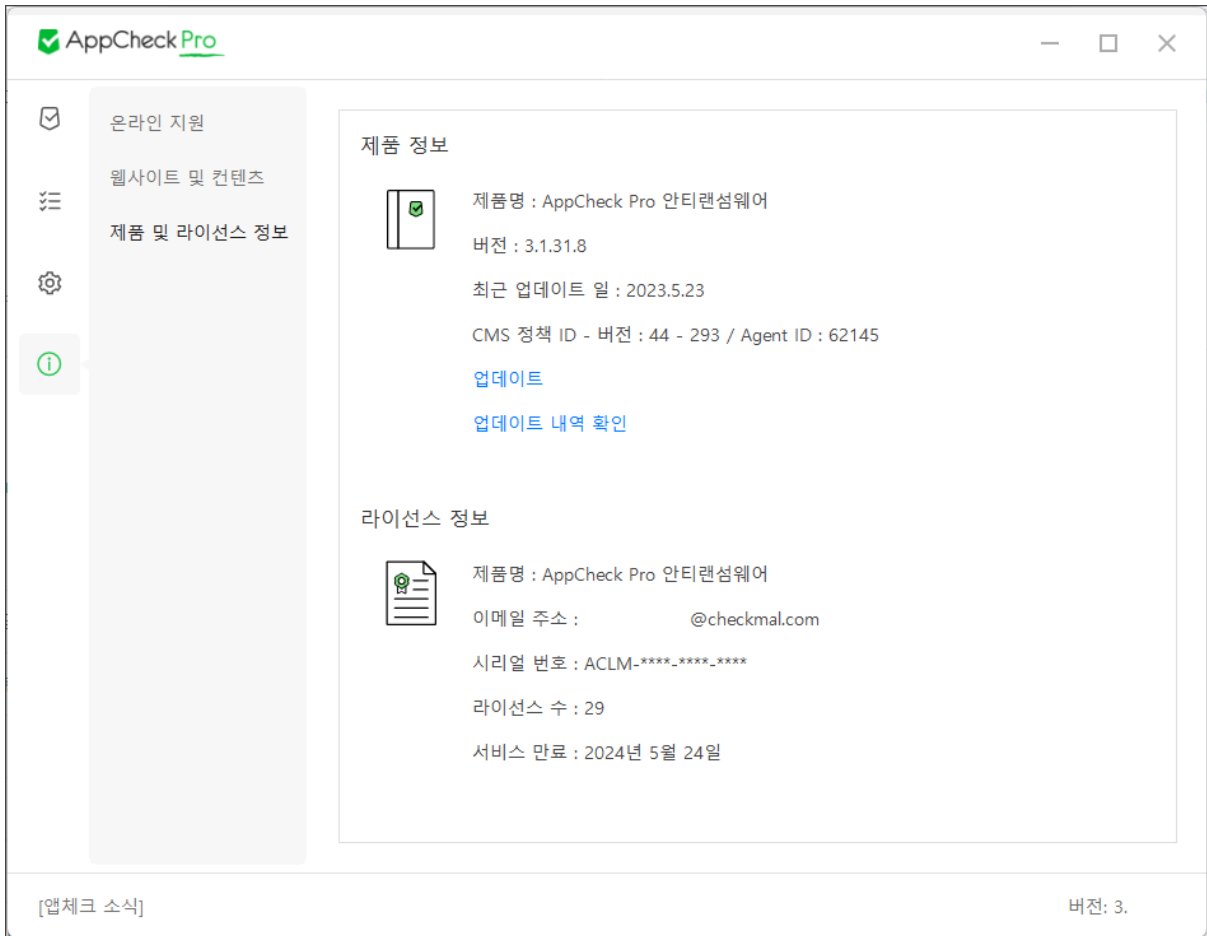 AppCheck Pro
온라인 지원
웹사이트 및 컨텐츠
제품 및 라이선스 정보
제품 정보
제품명 : AppCheck Pro 안티랜섬웨어
버전 : 3.1.31.8
최근 업데이트 일 : 2023.5.23
CMS 정책 ID - 버전 : 44 - 293 / Agent ID : 62145
업데이트
업데이트 내역 확인
라이선스 정보
제품명 : AppCheck Pro 안티랜섬웨어
이메일 주소 : @checkmal.com
시리얼 번호 : ACLM-****-****-****
라이선스 수 : 29
서비스 만료 : 2024년 5월 24일
[앱체크 소식]
버전: 3.